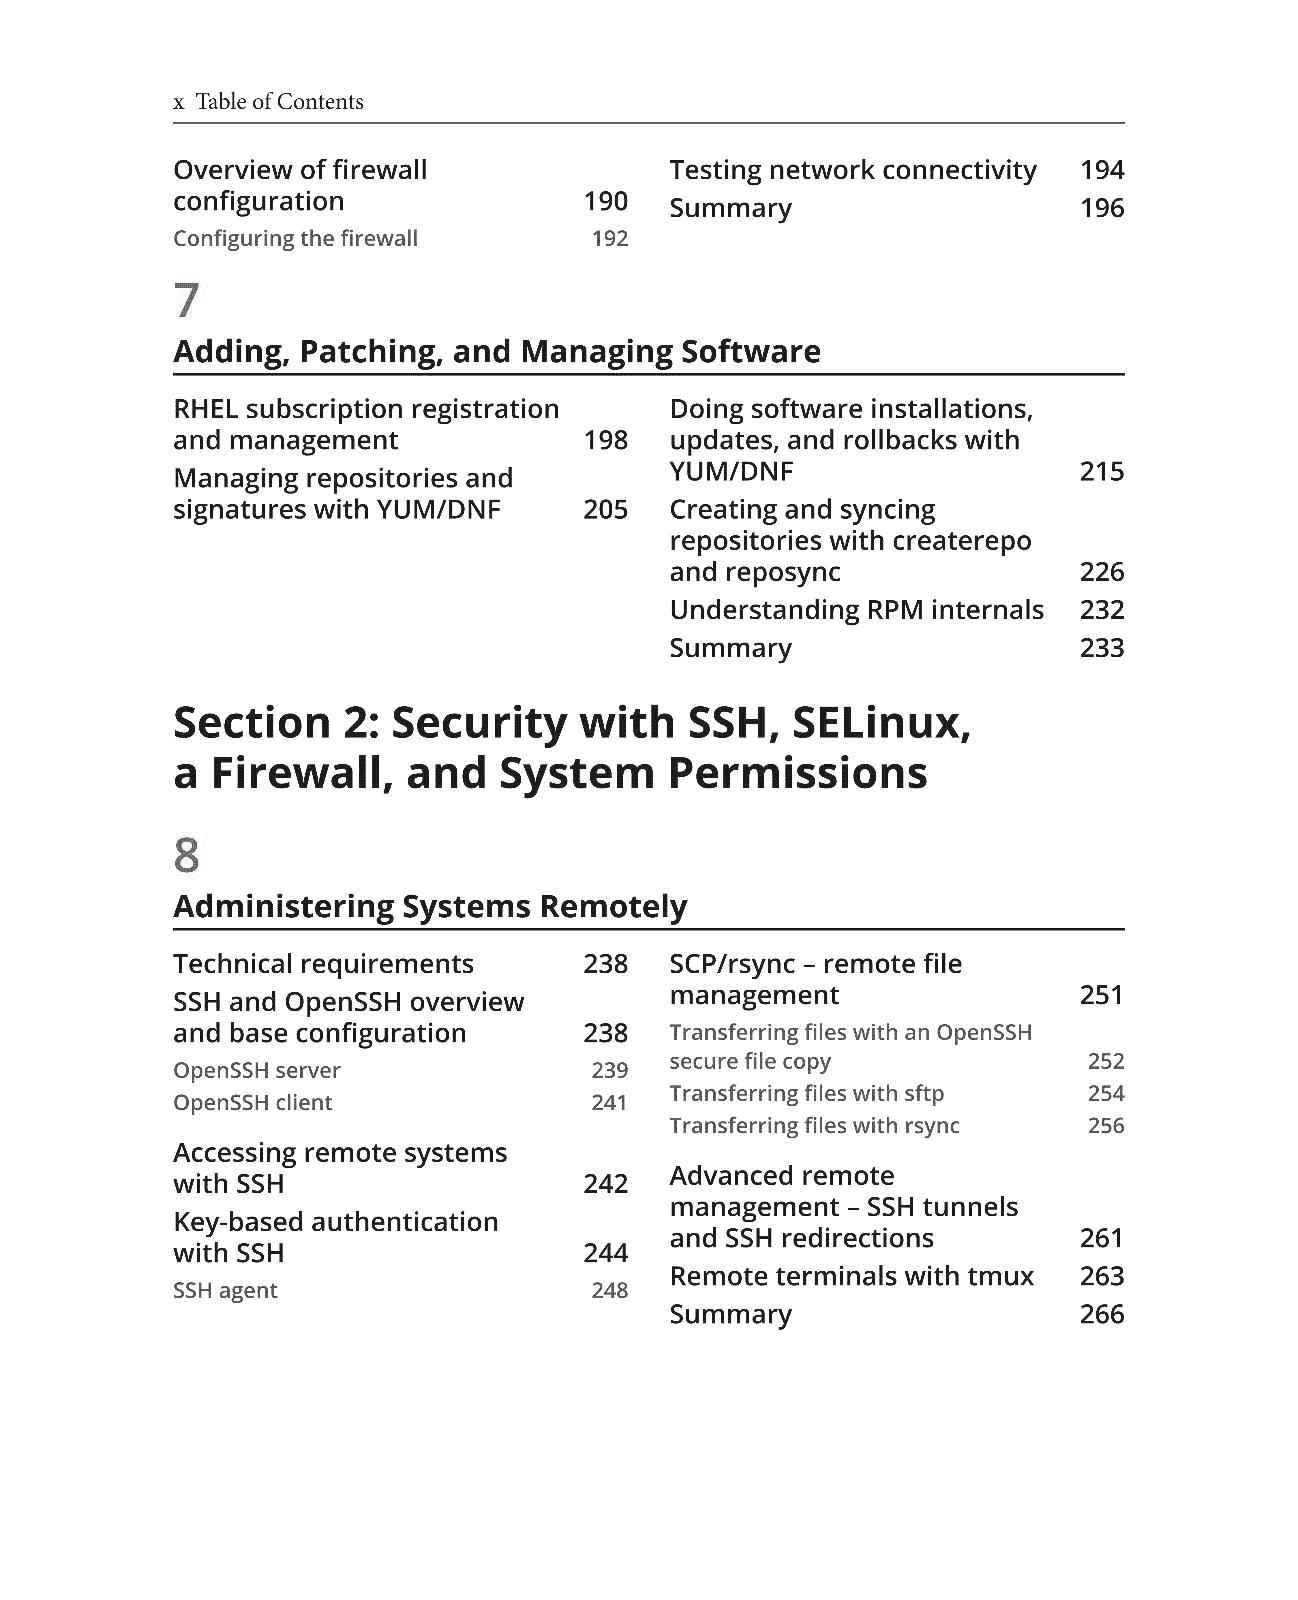 x Table of Contents
Overview of firewall
configuration 190
Configuring the firewall 192
Testing network connectivity 194
Summary 196
7
Adding, Patching, and Managing Software
RHEL subscription registration
and management 198
Managing repositories and
signatures with YUM/DNF 205
Doing software installations,
updates, and rollbacks with
YUM/DNF 215
Creating and syncing
repositories with createrepo
and reposync 226
Understanding RPM internals 232
Summary 233
Section 2: Security with SSH, SELinux,
a Firewall, and System Permissions
8
Administering Systems Remotely
Technical requirements 238
SSH and OpenSSH overview
and base configuration 238
OpenSSH server 239
OpenSSH client 241
Accessing remote systems
with SSH 242
Key-based authentication
with SSH 244
SSH agent 248
SCP/rsync – remote file
management 251
Transferring files with an OpenSSH
secure file copy 252
Transferring files with sftp 254
Transferring files with rsync 256
Advanced remote
management – SSH tunnels
and SSH redirections 261
Remote terminals with tmux 263
Summary 266